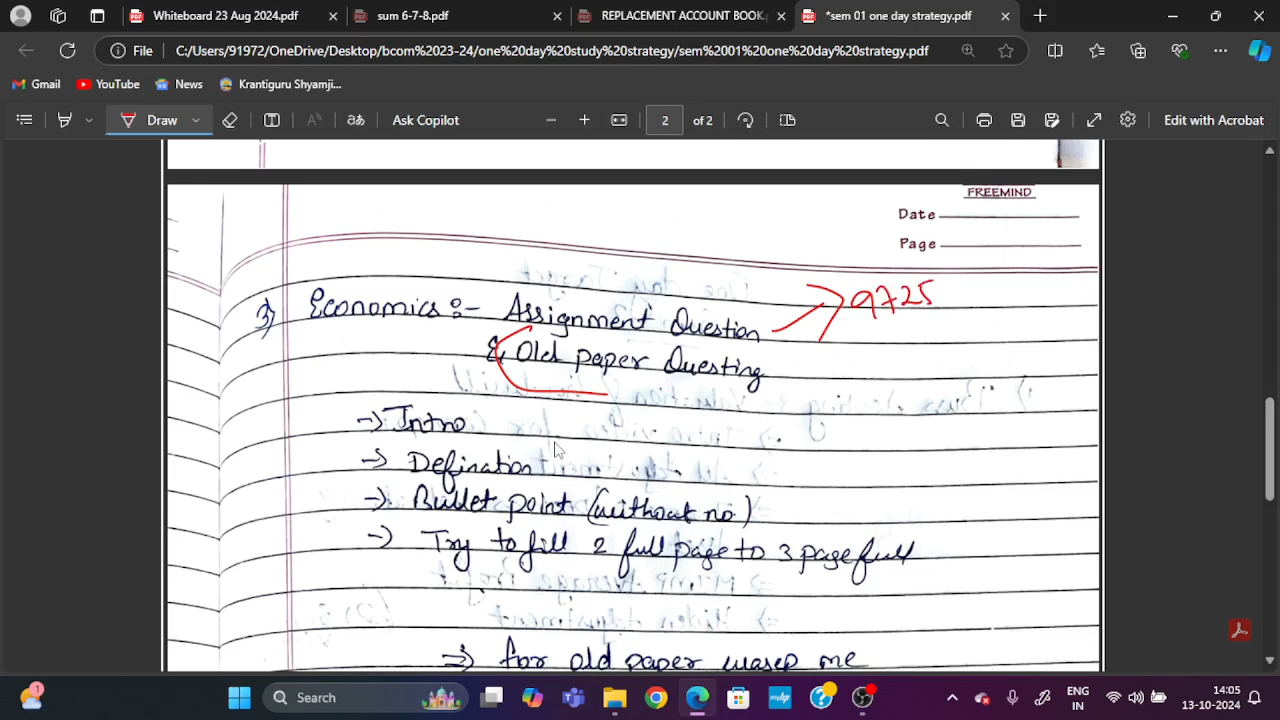 Whiteboard 23 Aug 2024.pdf
sum 6-7-8.pdf
REPLACEMENT ACCOUNT BOOK.p
sem 01 one day strategy.pdf
File
C:/Users/91972/OneDrive/Desktop/bcom%2023-24/one%20day%20study%20strategy/sem%2001%20one%20day%20strategy.pdf
Gmail
YouTube
News
Krantiguru Shyamji...
Draw
Ask Copilot
2
of 2
Edit with Acrobat
FREEMIND
Date
Page
3) Economics :- Assignment Question
9725
& Old paper Questing
-> Intro
-> Defination
-> Bullet point (without no)
-> Try to fill 2 full page to 3 page full
=> for old paper wasep me
Search
ENG
IN
14:05
13-10-2024
1